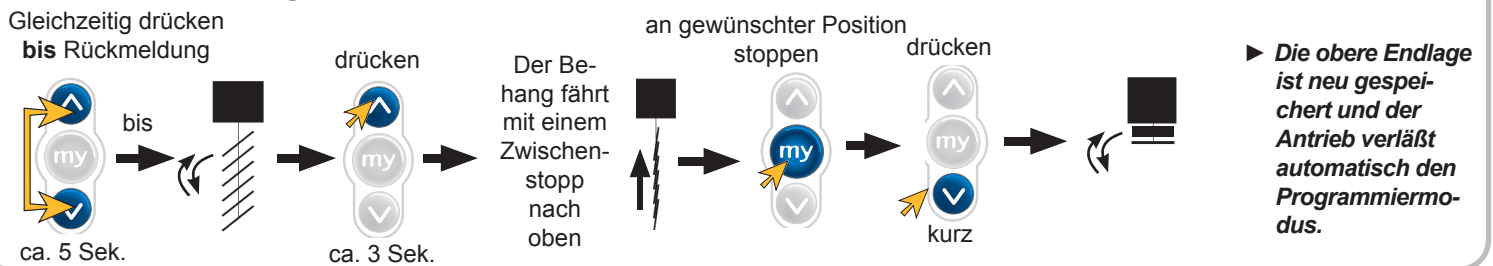 Gleichzeitig drücken
bis Rückmeldung
my
ca. 5 Sek.
bis
drücken
my
ca. 3 Sek.
Der Be-
hang fährt
mit einem
Zwischen-
stopp
nach
oben
an gewünschter Position
stoppen
my
drücken
my
kurz
► Die obere Endlage
ist neu gespei-
chert und der
Antrieb verläßt
automatisch den
Programmiermo-
dus.